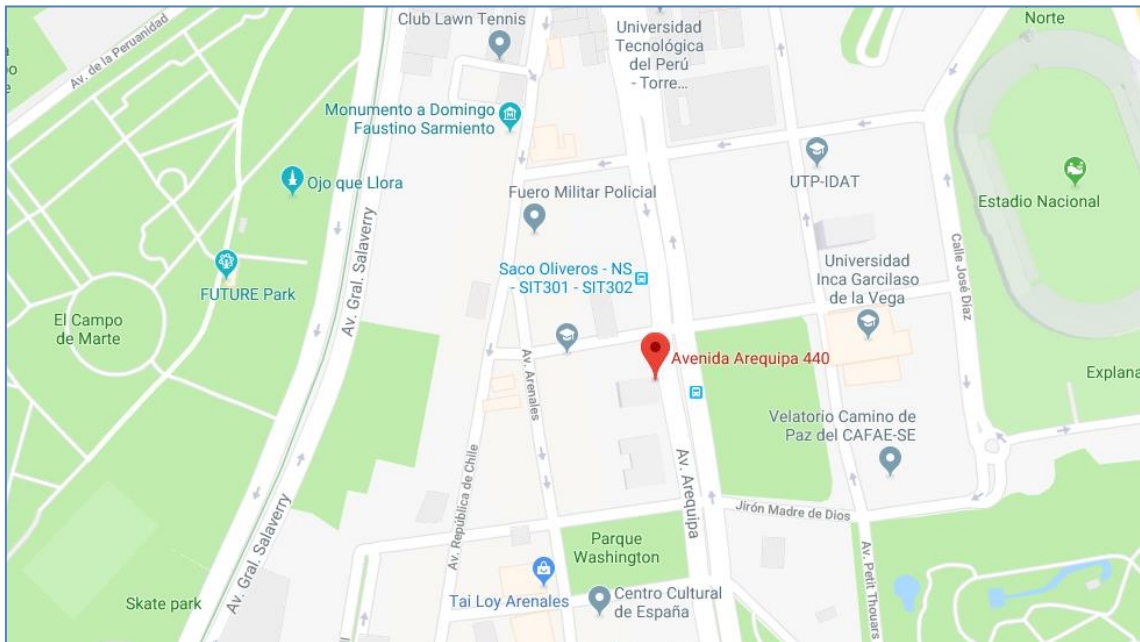 Av. de la Peruanidad
Club Lawn Tennis
Universidad
Tecnológica
del Perú
- Torre...
Norte
Monumento a Domingo
Faustino Sarmiento
Ojo que Llora
UTP-IDAT
Fuero Militar Policial
Estadio Nacional
Av. Gral. Salaverry
Saco Oliveros - NS
- SIT301 - SIT302
Universidad
Inca Garcilaso
de la Vega
Calle José Díaz
FUTURE Park
El Campo
de Marte
Avenida Arequipa 440
Av. Arenales
Explana
Velatorio Camino de
Paz del CAFAE-SE
Av. República de Chile
Av. Arequipa
Jirón Madre de Dios
Av. Gral. Salaverry
Parque
Washington
Av. Petit Thouars
Skate park
Tai Loy Arenales
Centro Cultural
de España